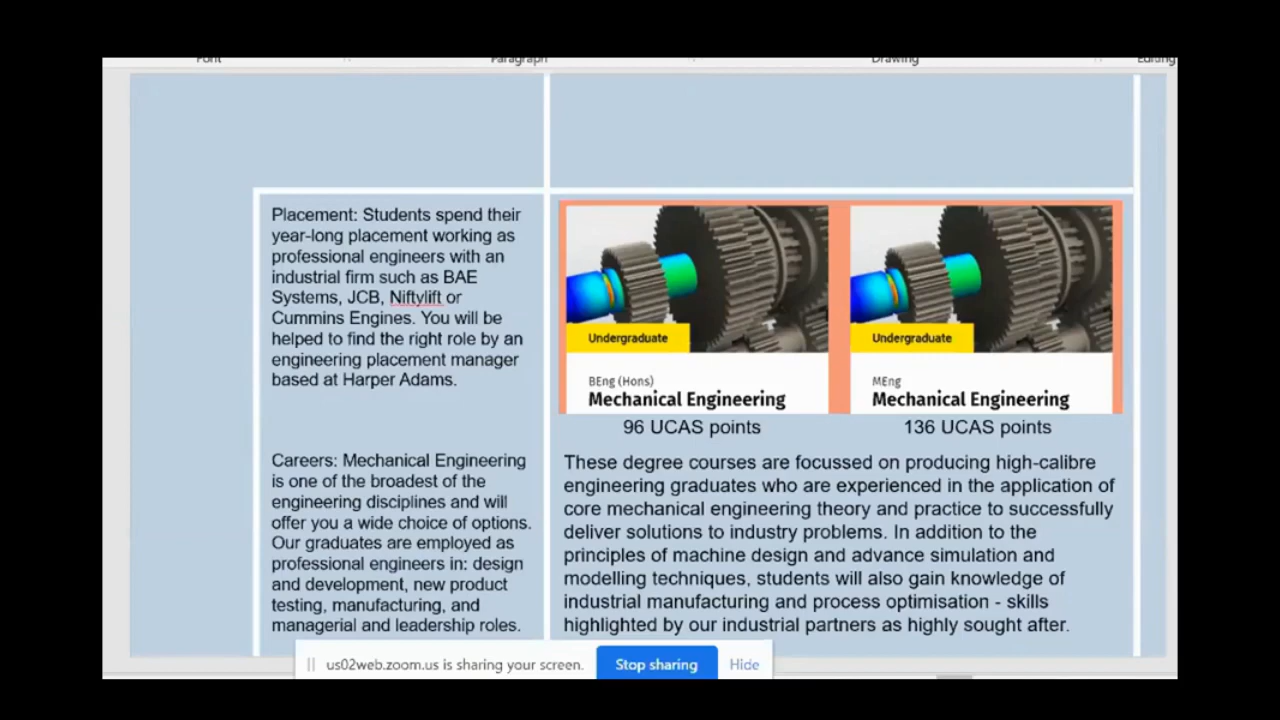 Font
Paragraph
Drawing
Editing
Placement: Students spend their
year-long placement working as
professional engineers with an
industrial firm such as BAE
Systems, JCB, Niftylift or
Cummins Engines. You will be
helped to find the right role by an
engineering placement manager
based at Harper Adams.
Careers: Mechanical Engineering
is one of the broadest of the
engineering disciplines and will
offer you a wide choice of options.
Our graduates are employed as
professional engineers in: design
and development, new product
testing, manufacturing, and
managerial and leadership roles.
Undergraduate
BEng (Hons)
Mechanical Engineering
96 UCAS points
Undergraduate
MEng
Mechanical Engineering
136 UCAS points
These degree courses are focussed on producing high-calibre
engineering graduates who are experienced in the application of
core mechanical engineering theory and practice to successfully
deliver solutions to industry problems. In addition to the
principles of machine design and advance simulation and
modelling techniques, students will also gain knowledge of
industrial manufacturing and process optimisation - skills
highlighted by our industrial partners as highly sought after.
us02web.zoom.us is sharing your screen.
Stop sharing
Hide